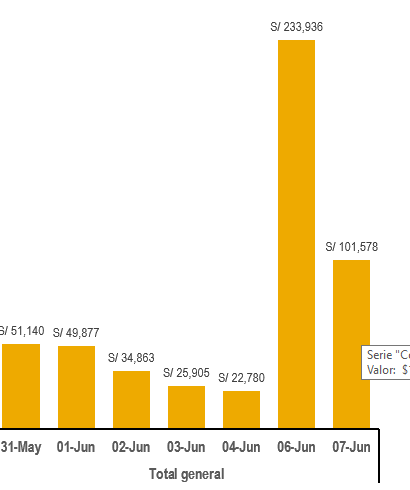 S/ 233,936
S/ 101,578
S/ 51,140
S/ 49,877
S/ 34,863
S/ 25,905
S/ 22,780
Serie
Valor:
31-May 01-Jun 02-Jun 03-Jun 04-Jun 06-Jun 07-Jun
Total general